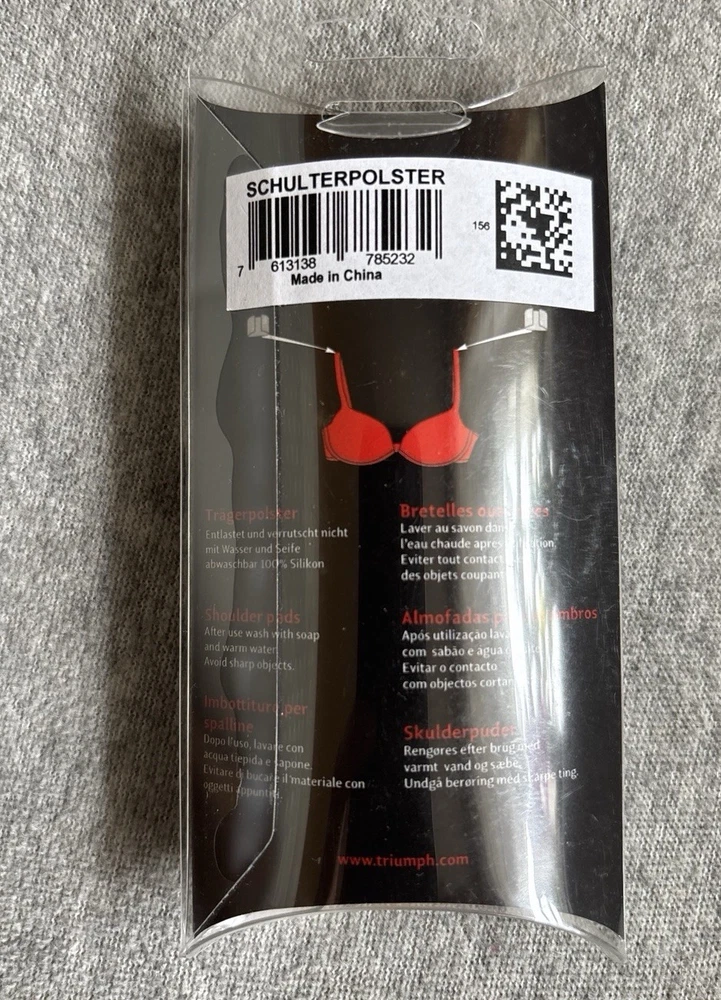 SCHULTERPOLSTER
156
7 613138 785232
Made in China
Trägerpolster
Entlastet und verrutscht nicht
mit Wasser und Seife
abwaschbar 100% Silikon
Shoulder pads
After use wash with soap
and warm water.
Avoid sharp objects.
Imbottitura per
spalline
Dopo l'uso, lavare con
acqua tiepida e sapone.
Evitare di bucare il materiale con
oggetti appuntiti.
Bretelles
Laver au savon dans
l'eau chaude après
Eviter tout contact
des objets coupant
Almofadas
Após utilização
com sabão e água
Evitar o contacto
com objectos
Skulderpuder
Rengøres efter brug med
varmt vand og sæbe.
Undgå berøring med skarpe ting.
www.triumph.com